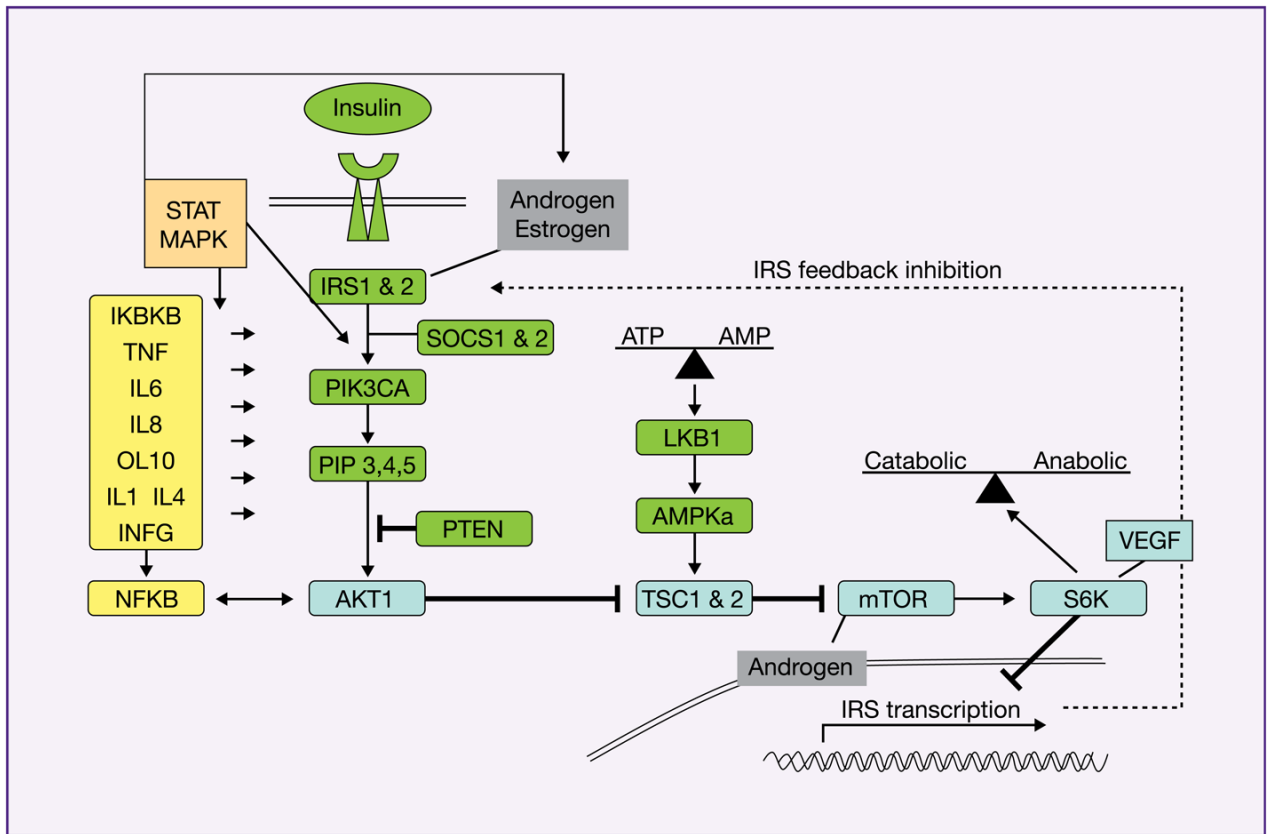 Insulin
STAT
MAPK
Androgen
Estrogen
IRS1 & 2
IRS feedback inhibition
SOCS1 & 2
ATP AMP
IKBKB
TNF
IL6
IL8
OL10
IL1 IL4
INFG
PIK3CA
PIP 3,4,5
PTEN
LKB1
AMPKa
Catabolic Anabolic
VEGF
NFKB
AKT1
TSC1 & 2
mTOR
S6K
Androgen
IRS transcription